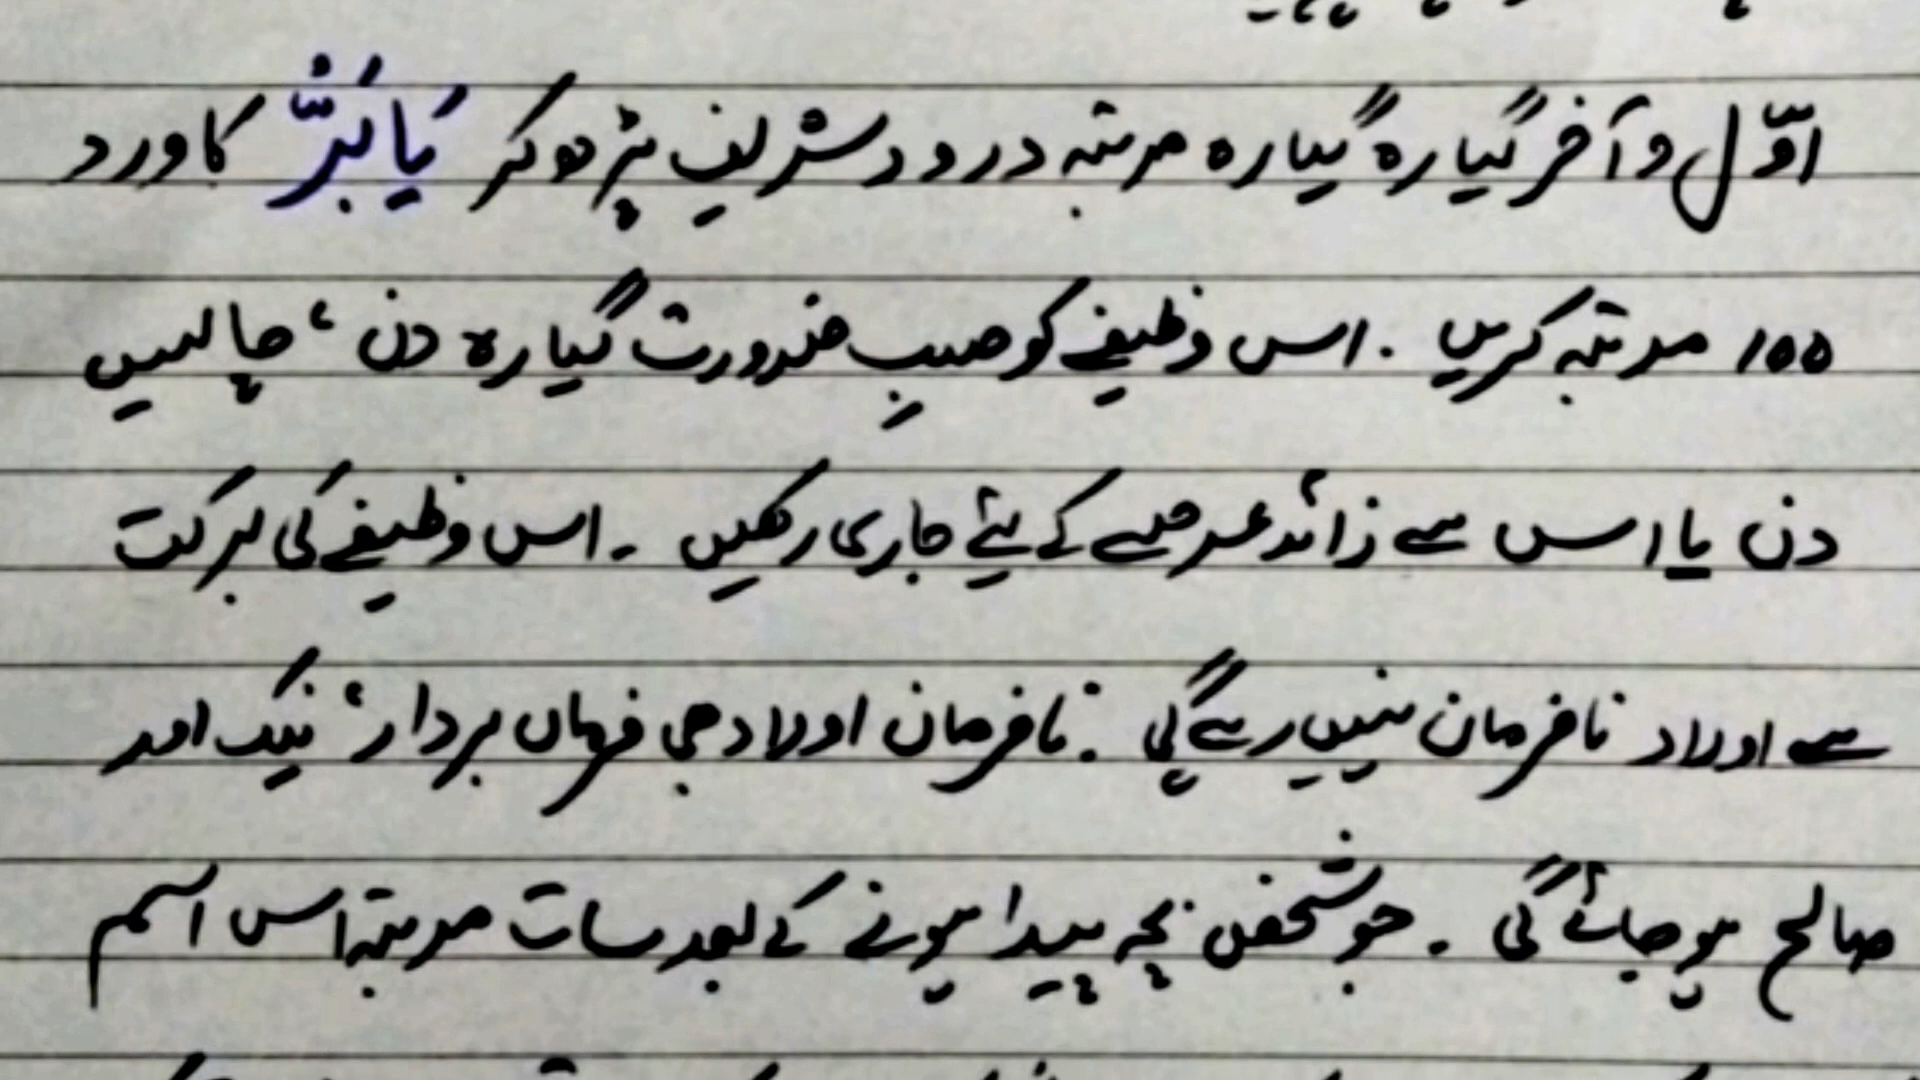 اوّل و آخر گیارہ گیارہ مرتبہ درود شریف پڑھ کر یَا بَرُّ کا ورد
100 مرتبہ کریں . اس وظیفے کو حسبِ ضرورت گیارہ دن ، چالیس
دن یا اس سے زائد عرصے کے لئے جاری رکھیں ۔ اس وظیفے کی برکت
سے اولاد نافرمان نہیں رہے گی . نافرمان اولاد بھی فرماں بردار ، نیک اور
صالح ہو جائے گی . جو شخص بچہ پیدا ہونے کے بعد سات مرتبہ اس اسم